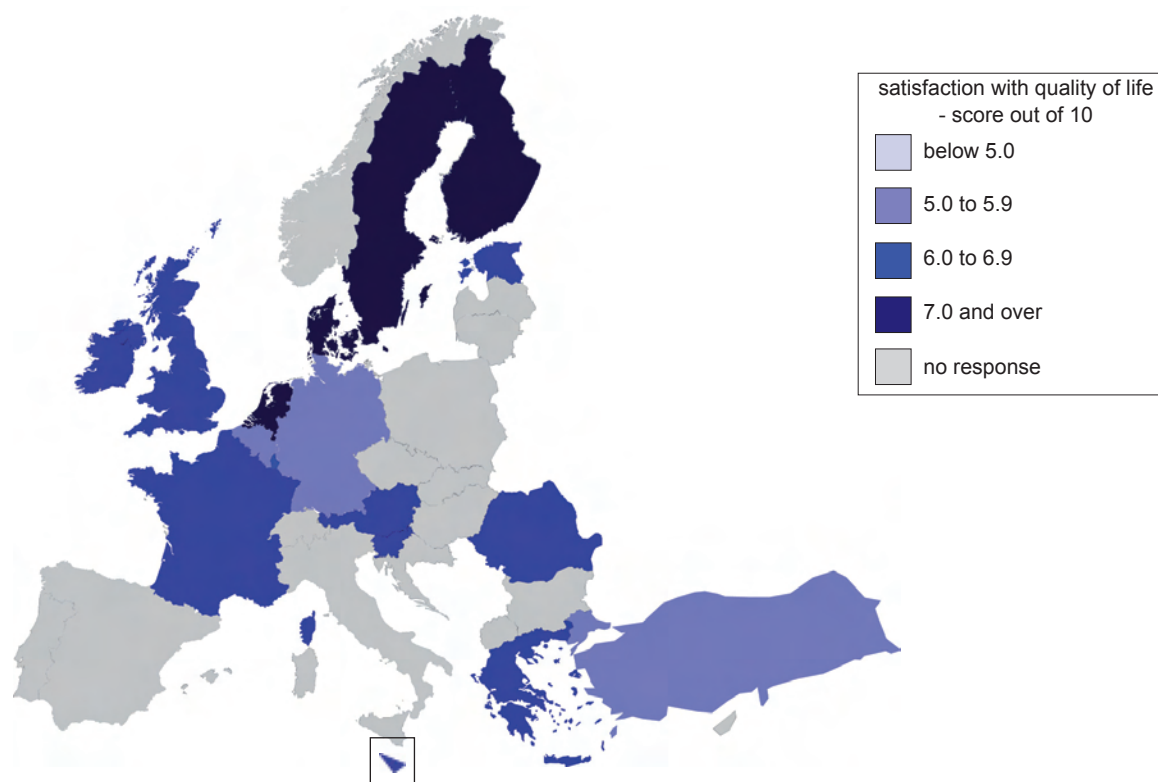 satisfaction with quality of life
- score out of 10
below 5.0
5.0 to 5.9
6.0 to 6.9
7.0 and over
no response